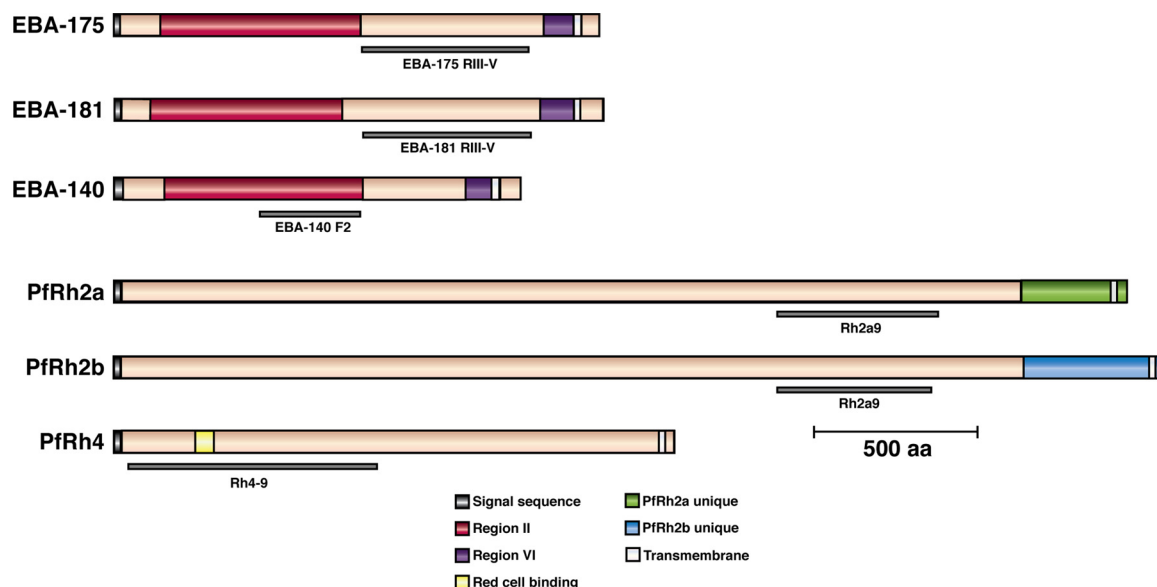 EBA-175
EBA-175 RIII-V
EBA-181
EBA-181 RIII-V
EBA-140
EBA-140 F2
PfRh2a
Rh2a9
PfRh2b
Rh2a9
PfRh4
500 aa
Rh4-9
Signal sequence
PfRh2a unique
Region II
PfRh2b unique
Region VI
Transmembrane
Red cell binding